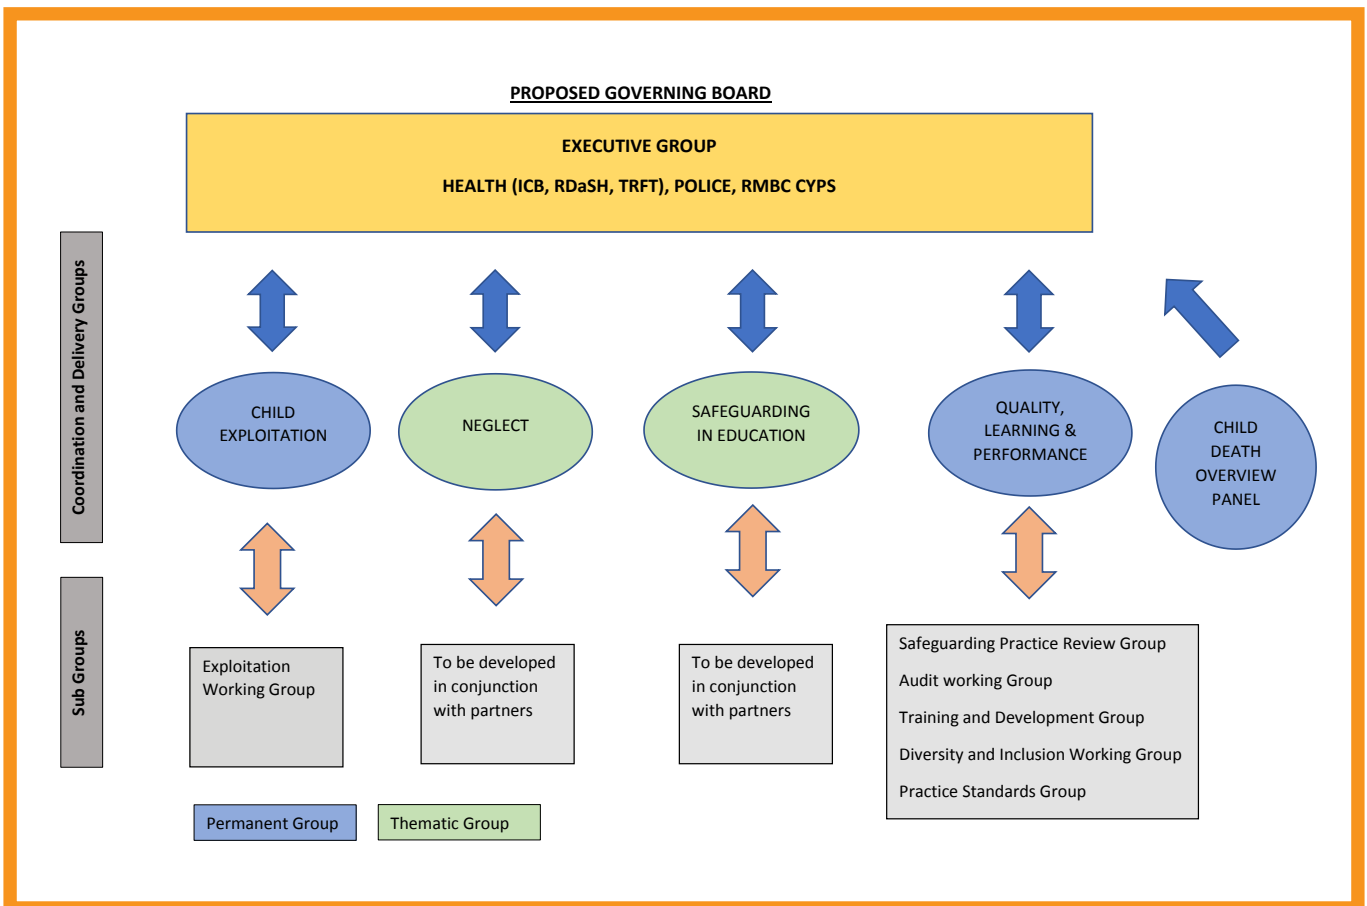 PROPOSED GOVERNING BOARD
EXECUTIVE GROUP
HEALTH (ICB, RDaSH, TRFT), POLICE, RMBC CYPS
Coordination and Delivery Groups
CHILD
EXPLOITATION
NEGLECT
SAFEGUARDING
IN EDUCATION
QUALITY,
LEARNING &
PERFORMANCE
CHILD
DEATH
OVERVIEW
PANEL
Sub Groups
Exploitation
Working Group
To be developed
in conjunction
with partners
To be developed
in conjunction
with partners
Safeguarding Practice Review Group
Audit working Group
Training and Development Group
Diversity and Inclusion Working Group
Practice Standards Group
Permanent Group
Thematic Group